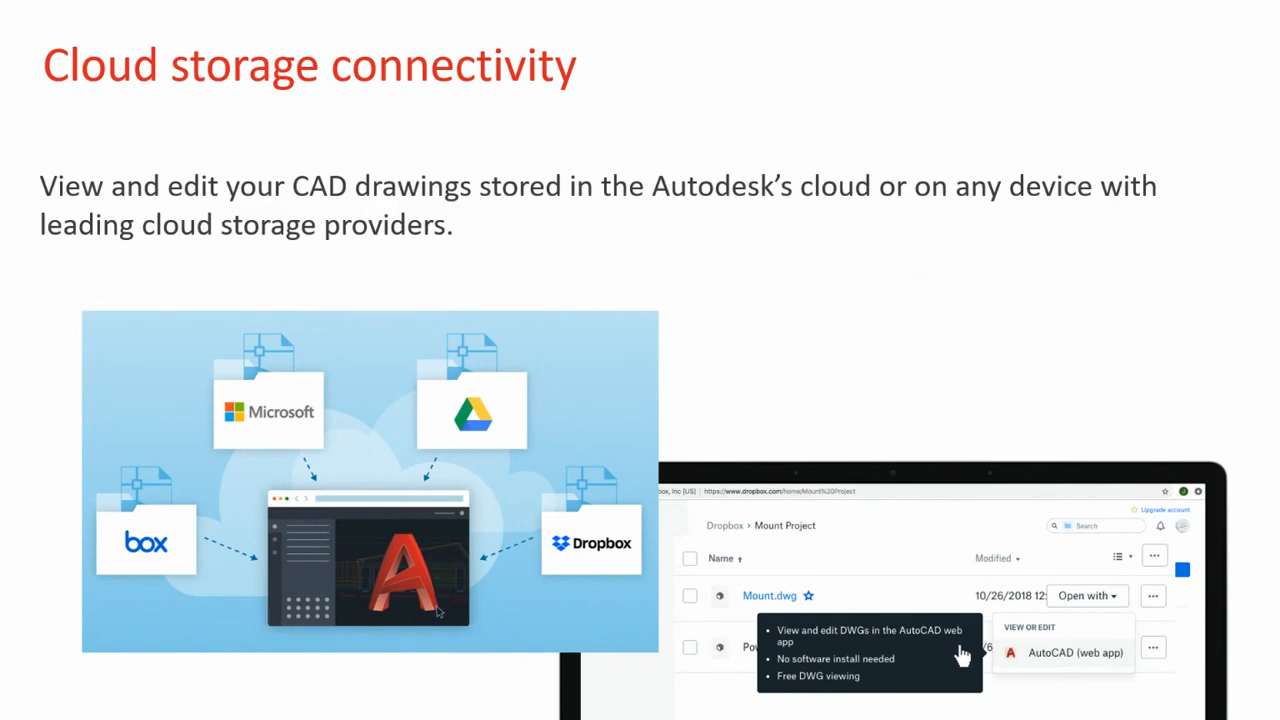 Cloud storage connectivity
View and edit your CAD drawings stored in the Autodesk's cloud or on any device with
leading cloud storage providers.
Microsoft
box
Dropbox
https://www.dropbox.com/home/Mount%20Project
Upgrade account
Dropbox > Mount Project
Search
Name
Modified
Mount.dwg
10/26/2018 12:
Open with
View and edit DWGs in the AutoCAD web
app
No software install needed
Free DWG viewing
VIEW OR EDIT
AutoCAD (web app)